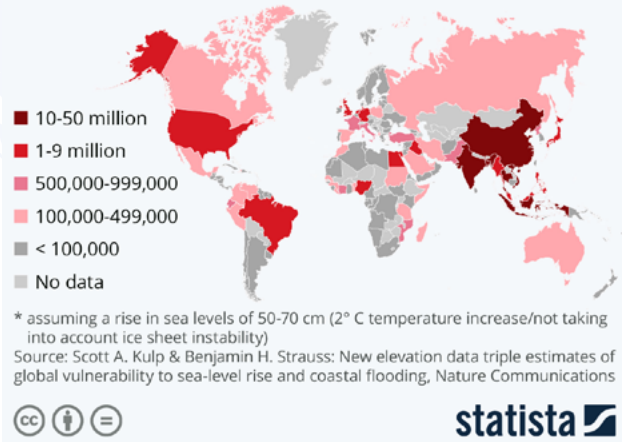 10-50 million
1-9 million
500,000-999,000
100,000-499,000
< 100,000
No data
* assuming a rise in sea levels of 50-70 cm (2° C temperature increase/not taking
into account ice sheet instability)
Source: Scott A. Kulp & Benjamin H. Strauss: New elevation data triple estimates of
global vulnerability to sea-level rise and coastal flooding, Nature Communications
cc
statista